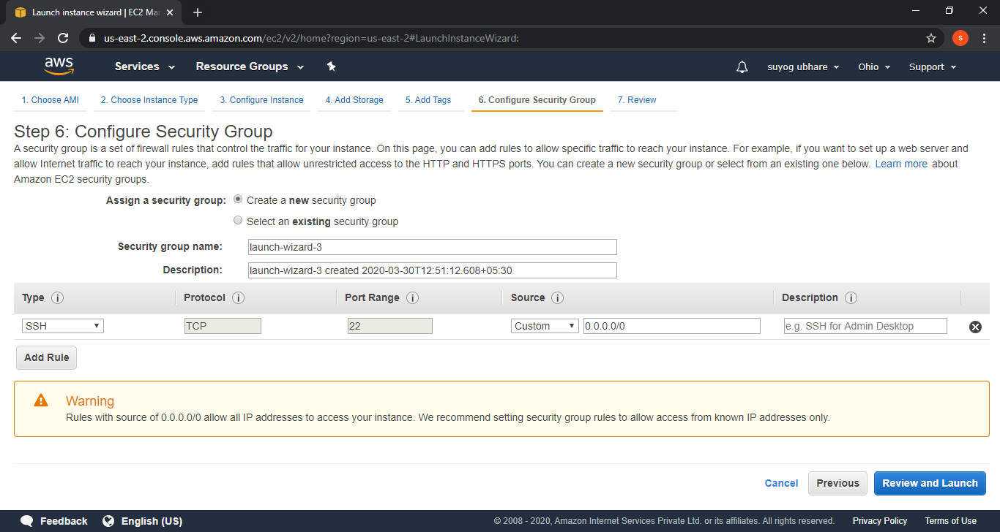 Launch instance wizard | EC2 Ma
us-east-2.console.aws.amazon.com/ec2/v2/home?region=us-east-2#LaunchInstanceWizard:
s
aws Services Resource Groups suyog ubhare Ohio Support
1. Choose AMI 2. Choose Instance Type 3. Configure Instance 4. Add Storage 5. Add Tags 6. Configure Security Group 7. Review
Step 6: Configure Security Group
A security group is a set of firewall rules that control the traffic for your instance. On this page, you can add rules to allow specific traffic to reach your instance. For example, if you want to set up a web server and
allow Internet traffic to reach your instance, add rules that allow unrestricted access to the HTTP and HTTPS ports. You can create a new security group or select from an existing one below. Learn more about
Amazon EC2 security groups.
Assign a security group: Create a new security group
Select an existing security group
Security group name: launch-wizard-3
Description: launch-wizard-3 created 2020-03-30T12:51:12.608+05:30
Type Protocol Port Range Source Description
SSH TCP 22 Custom 0.0.0.0/0 e.g. SSH for Admin Desktop
Add Rule
Warning
Rules with source of 0.0.0.0/0 allow all IP addresses to access your instance. We recommend setting security group rules to allow access from known IP addresses only.
Cancel Previous Review and Launch
Feedback English (US) © 2008 - 2020, Amazon Internet Services Private Ltd. or its affiliates. All rights reserved. Privacy Policy Terms of Use